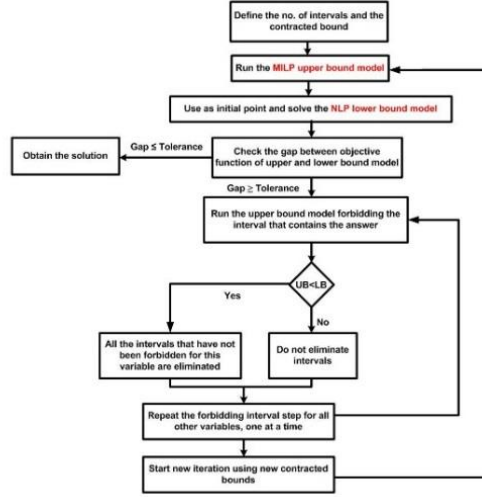 Define the no. of intervals and the
contracted bound
Run the MILP upper bound model
Use as initial point and solve the NLP lower bound model
Obtain the solution
Gap ≤ Tolerance
Check the gap between objective
function of upper and lower bound model
Gap ≥ Tolerance
Run the upper bound model forbidding the
interval that contains the answer
UB<LB
Yes
No
All the intervals that have not
been forbidden for this
variable are eliminated
Do not eliminate
intervals
Repeat the forbidding interval step for all
other variables, one at a time
Start new iteration using new contracted
bounds